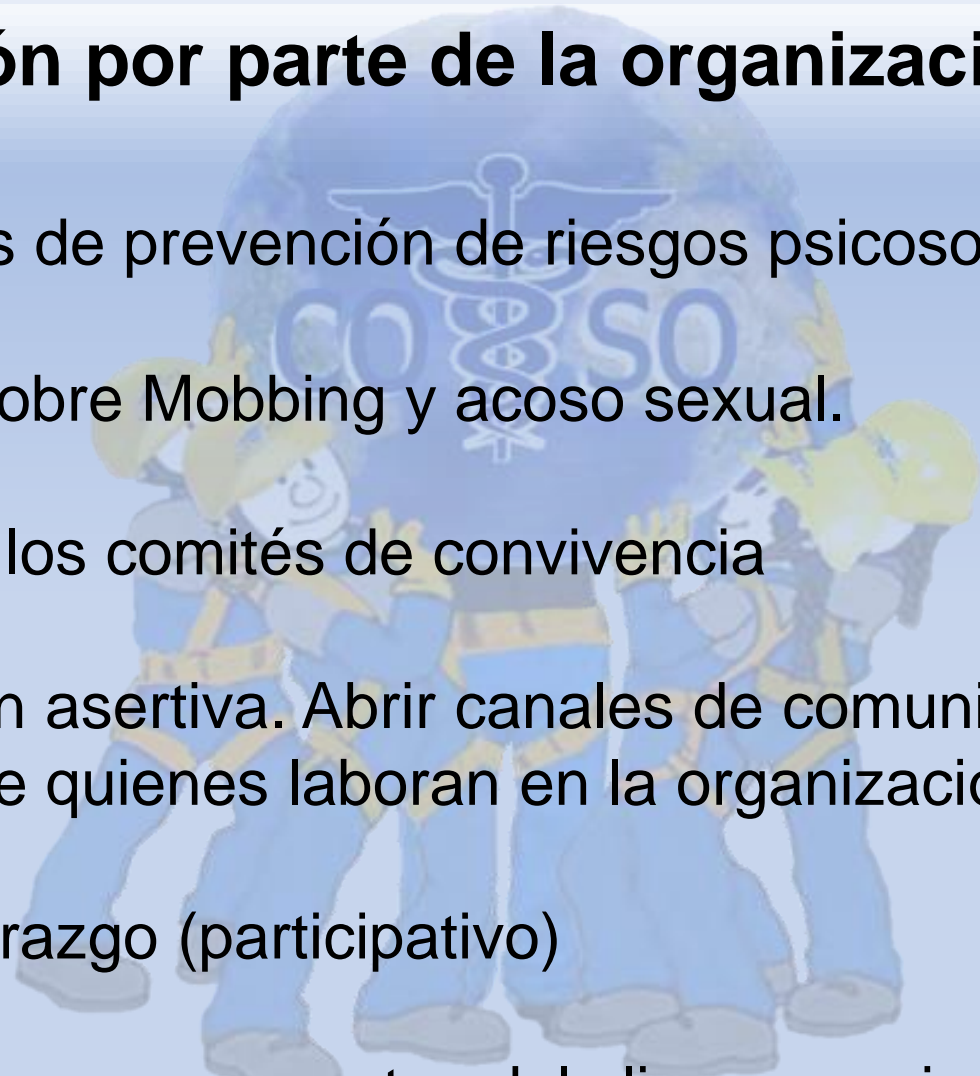 ón por parte de la organizaci
s de prevención de riesgos psicoso
CO SO
obre Mobbing y acoso sexual.
los comités de convivencia
n asertiva. Abrir canales de comuni
e quienes laboran en la organizació
razgo (participativo)